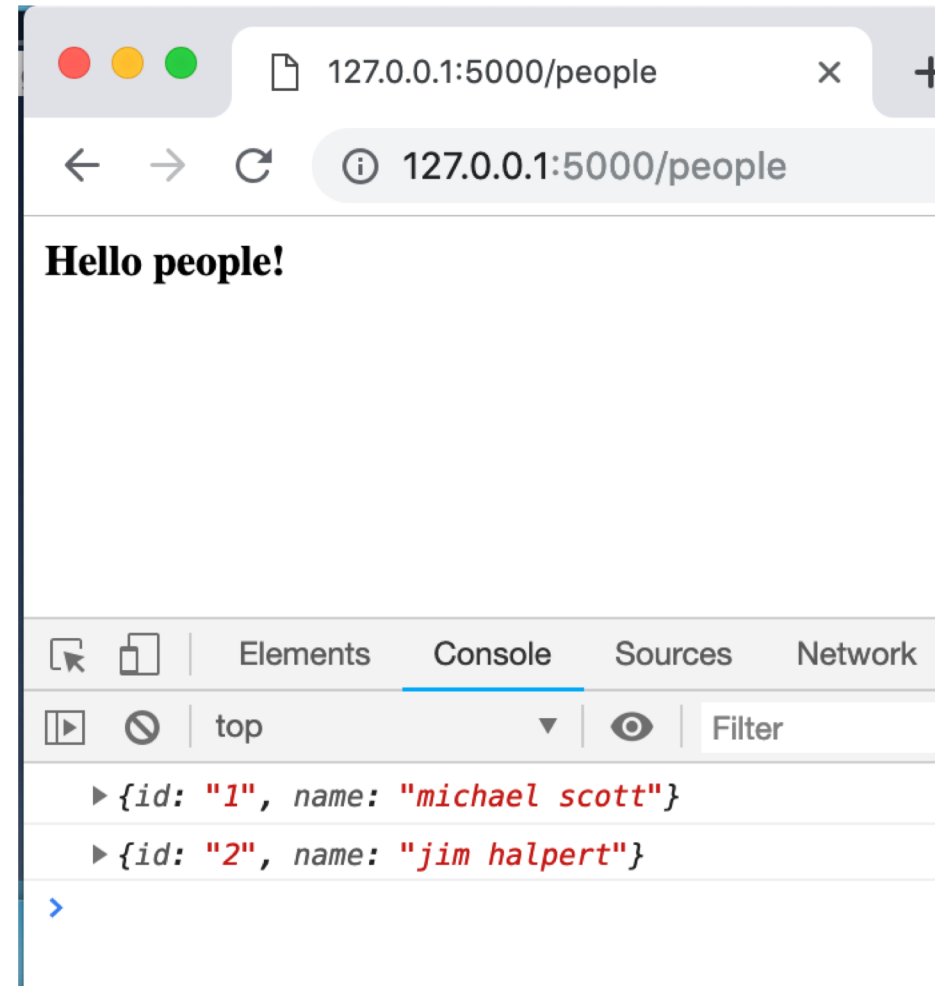 127.0.0.1:5000/people
127.0.0.1:5000/people
Hello people!
Elements Console Sources Network
top Filter
{id: "1", name: "michael scott"}
{id: "2", name: "jim halpert"}